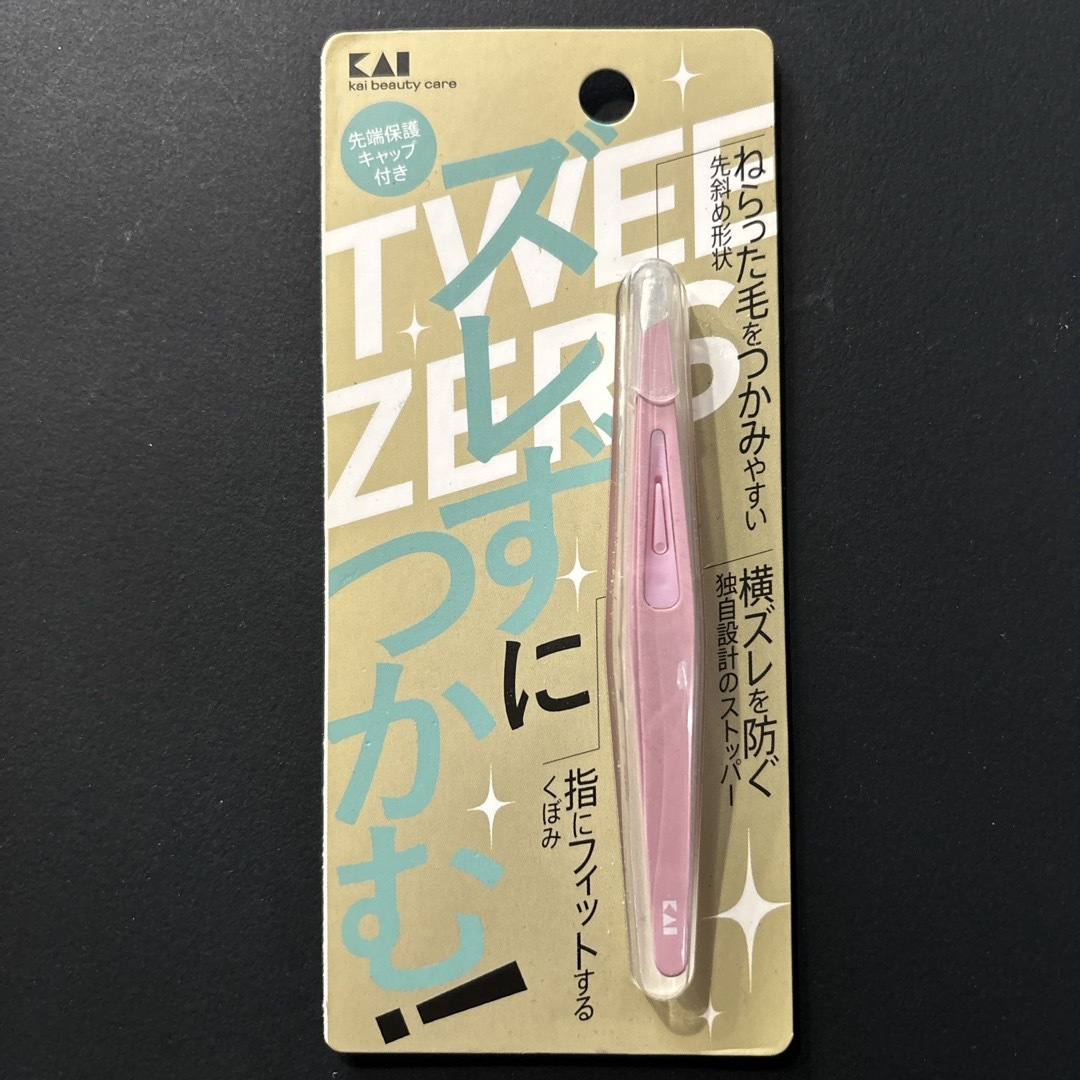 KAI
kai beauty care
先端保護
キャップ
付き
TWEE
ZERS
ズレずに
つかむ!
ねらった毛をつかみやすい
先斜め形状
横ズレを防ぐ
独自設計のストッパー
指にフィットする
くぼみ
KAI